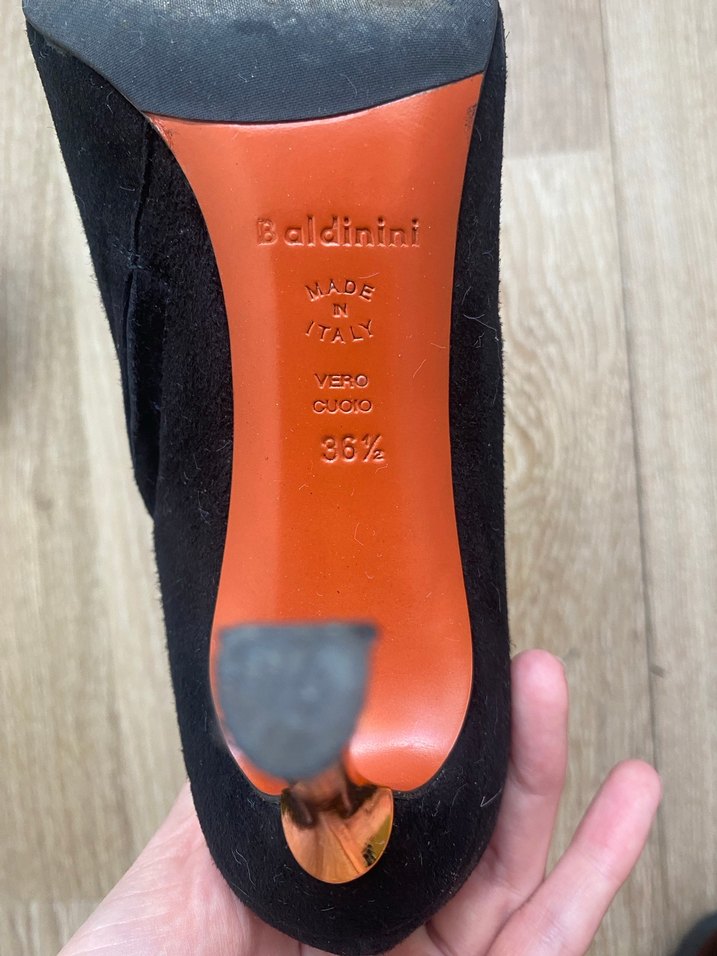 Baldinini
MADE
IN
ITALY
VERO
CUOIO
36½